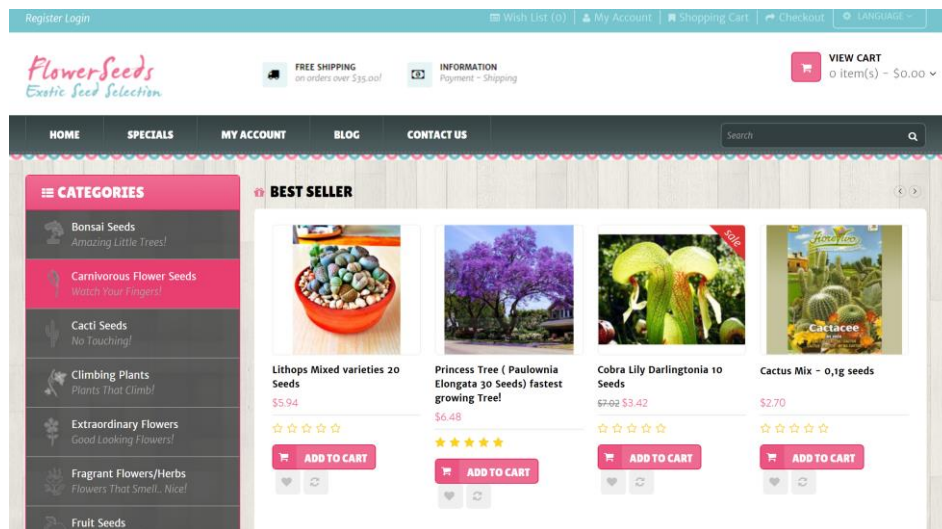 Register Login
Wish List (0)
My Account
Shopping Cart
Checkout
LANGUAGE
FlowerSeeds
Exotic Seed Selection
FREE SHIPPING
on orders over $35.00!
INFORMATION
Payment - Shipping
VIEW CART
0 item(s) - $0.00
HOME
SPECIALS
MY ACCOUNT
BLOG
CONTACT US
Search
CATEGORIES
Bonsai Seeds
Amazing Little Trees!
Carnivorous Flower Seeds
Watch Your Fingers!
Cacti Seeds
No Touching!
Climbing Plants
Plants That Climb!
Extraordinary Flowers
Good Looking Flowers!
Fragrant Flowers/Herbs
Flowers That Smell.. Nice!
Fruit Seeds
BEST SELLER
Lithops Mixed varieties 20
Seeds
$5.94
ADD TO CART
Princess Tree ( Paulownia
Elongata 30 Seeds) fastest
growing Tree!
$6.48
ADD TO CART
sale
Cobra Lily Darlingtonia 10
Seeds
$7.02 $3.42
ADD TO CART
Cactacee
Cactus Mix - 0,1g seeds
$2.70
ADD TO CART